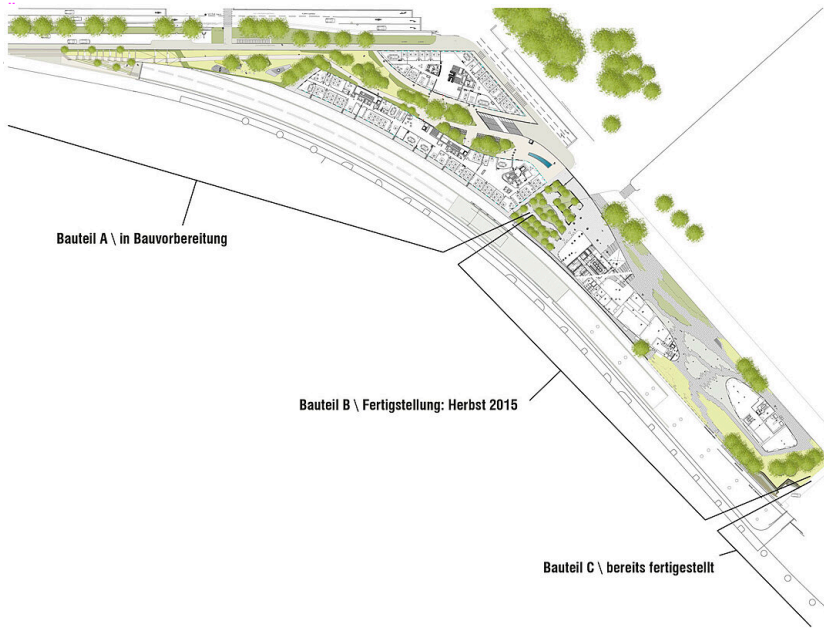 Bauteil A \ in Bauvorbereitung
Bauteil B \ Fertigstellung: Herbst 2015
Bauteil C \ bereits fertigestellt